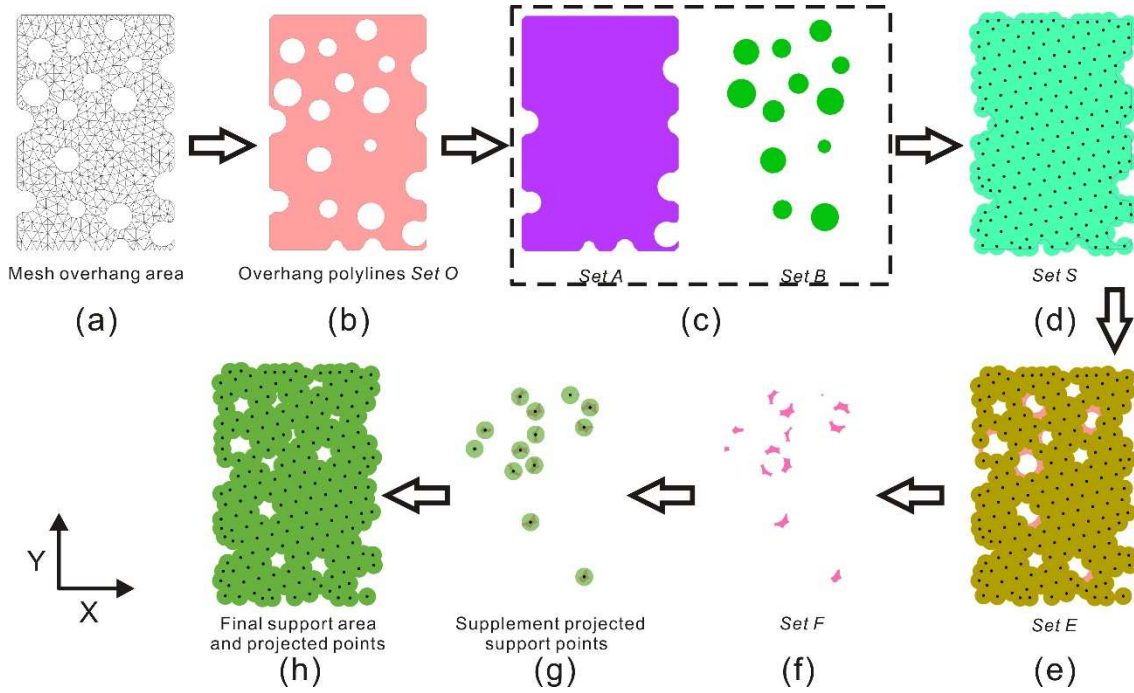 Mesh overhang area
Overhang polylines Set O
Set A
Set B
Set S
(a)
(b)
(c)
(d)
Y
X
Final support area
and projected points
Supplement projected
support points
Set F
Set E
(h)
(g)
(f)
(e)